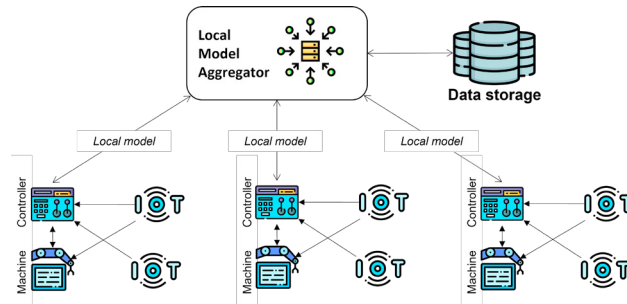 Local
Model
Aggregator
Data storage
Local model
Local model
Local model
Controller
Machine
IOT
IOT
Controller
Machine
IOT
IOT
Controller
Machine
IOT
IOT